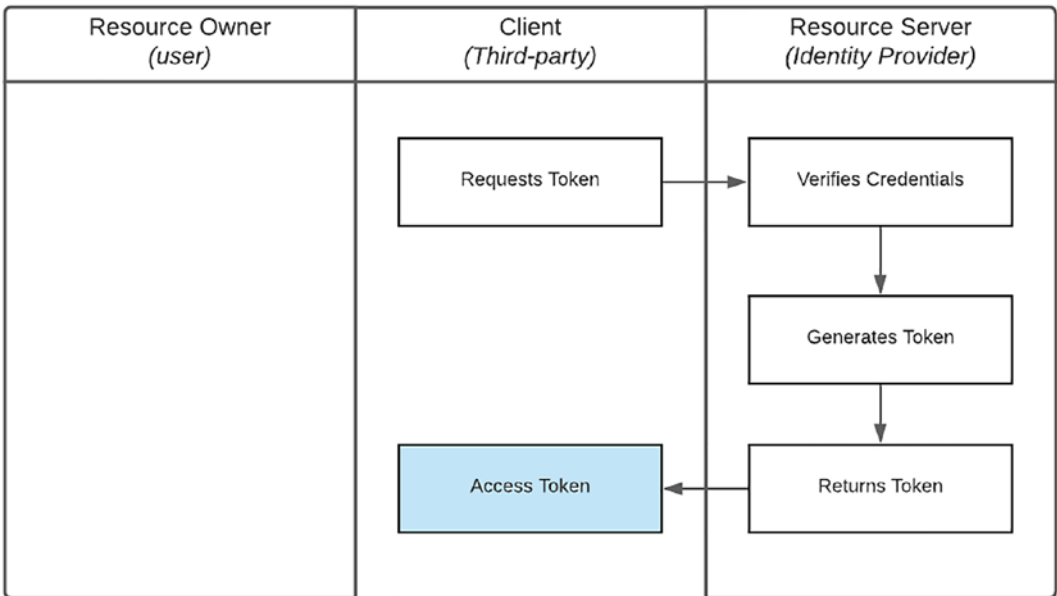 Resource Owner
(user)
Client
(Third-party)
Resource Server
(Identity Provider)
Requests Token
Verifies Credentials
Generates Token
Access Token
Returns Token